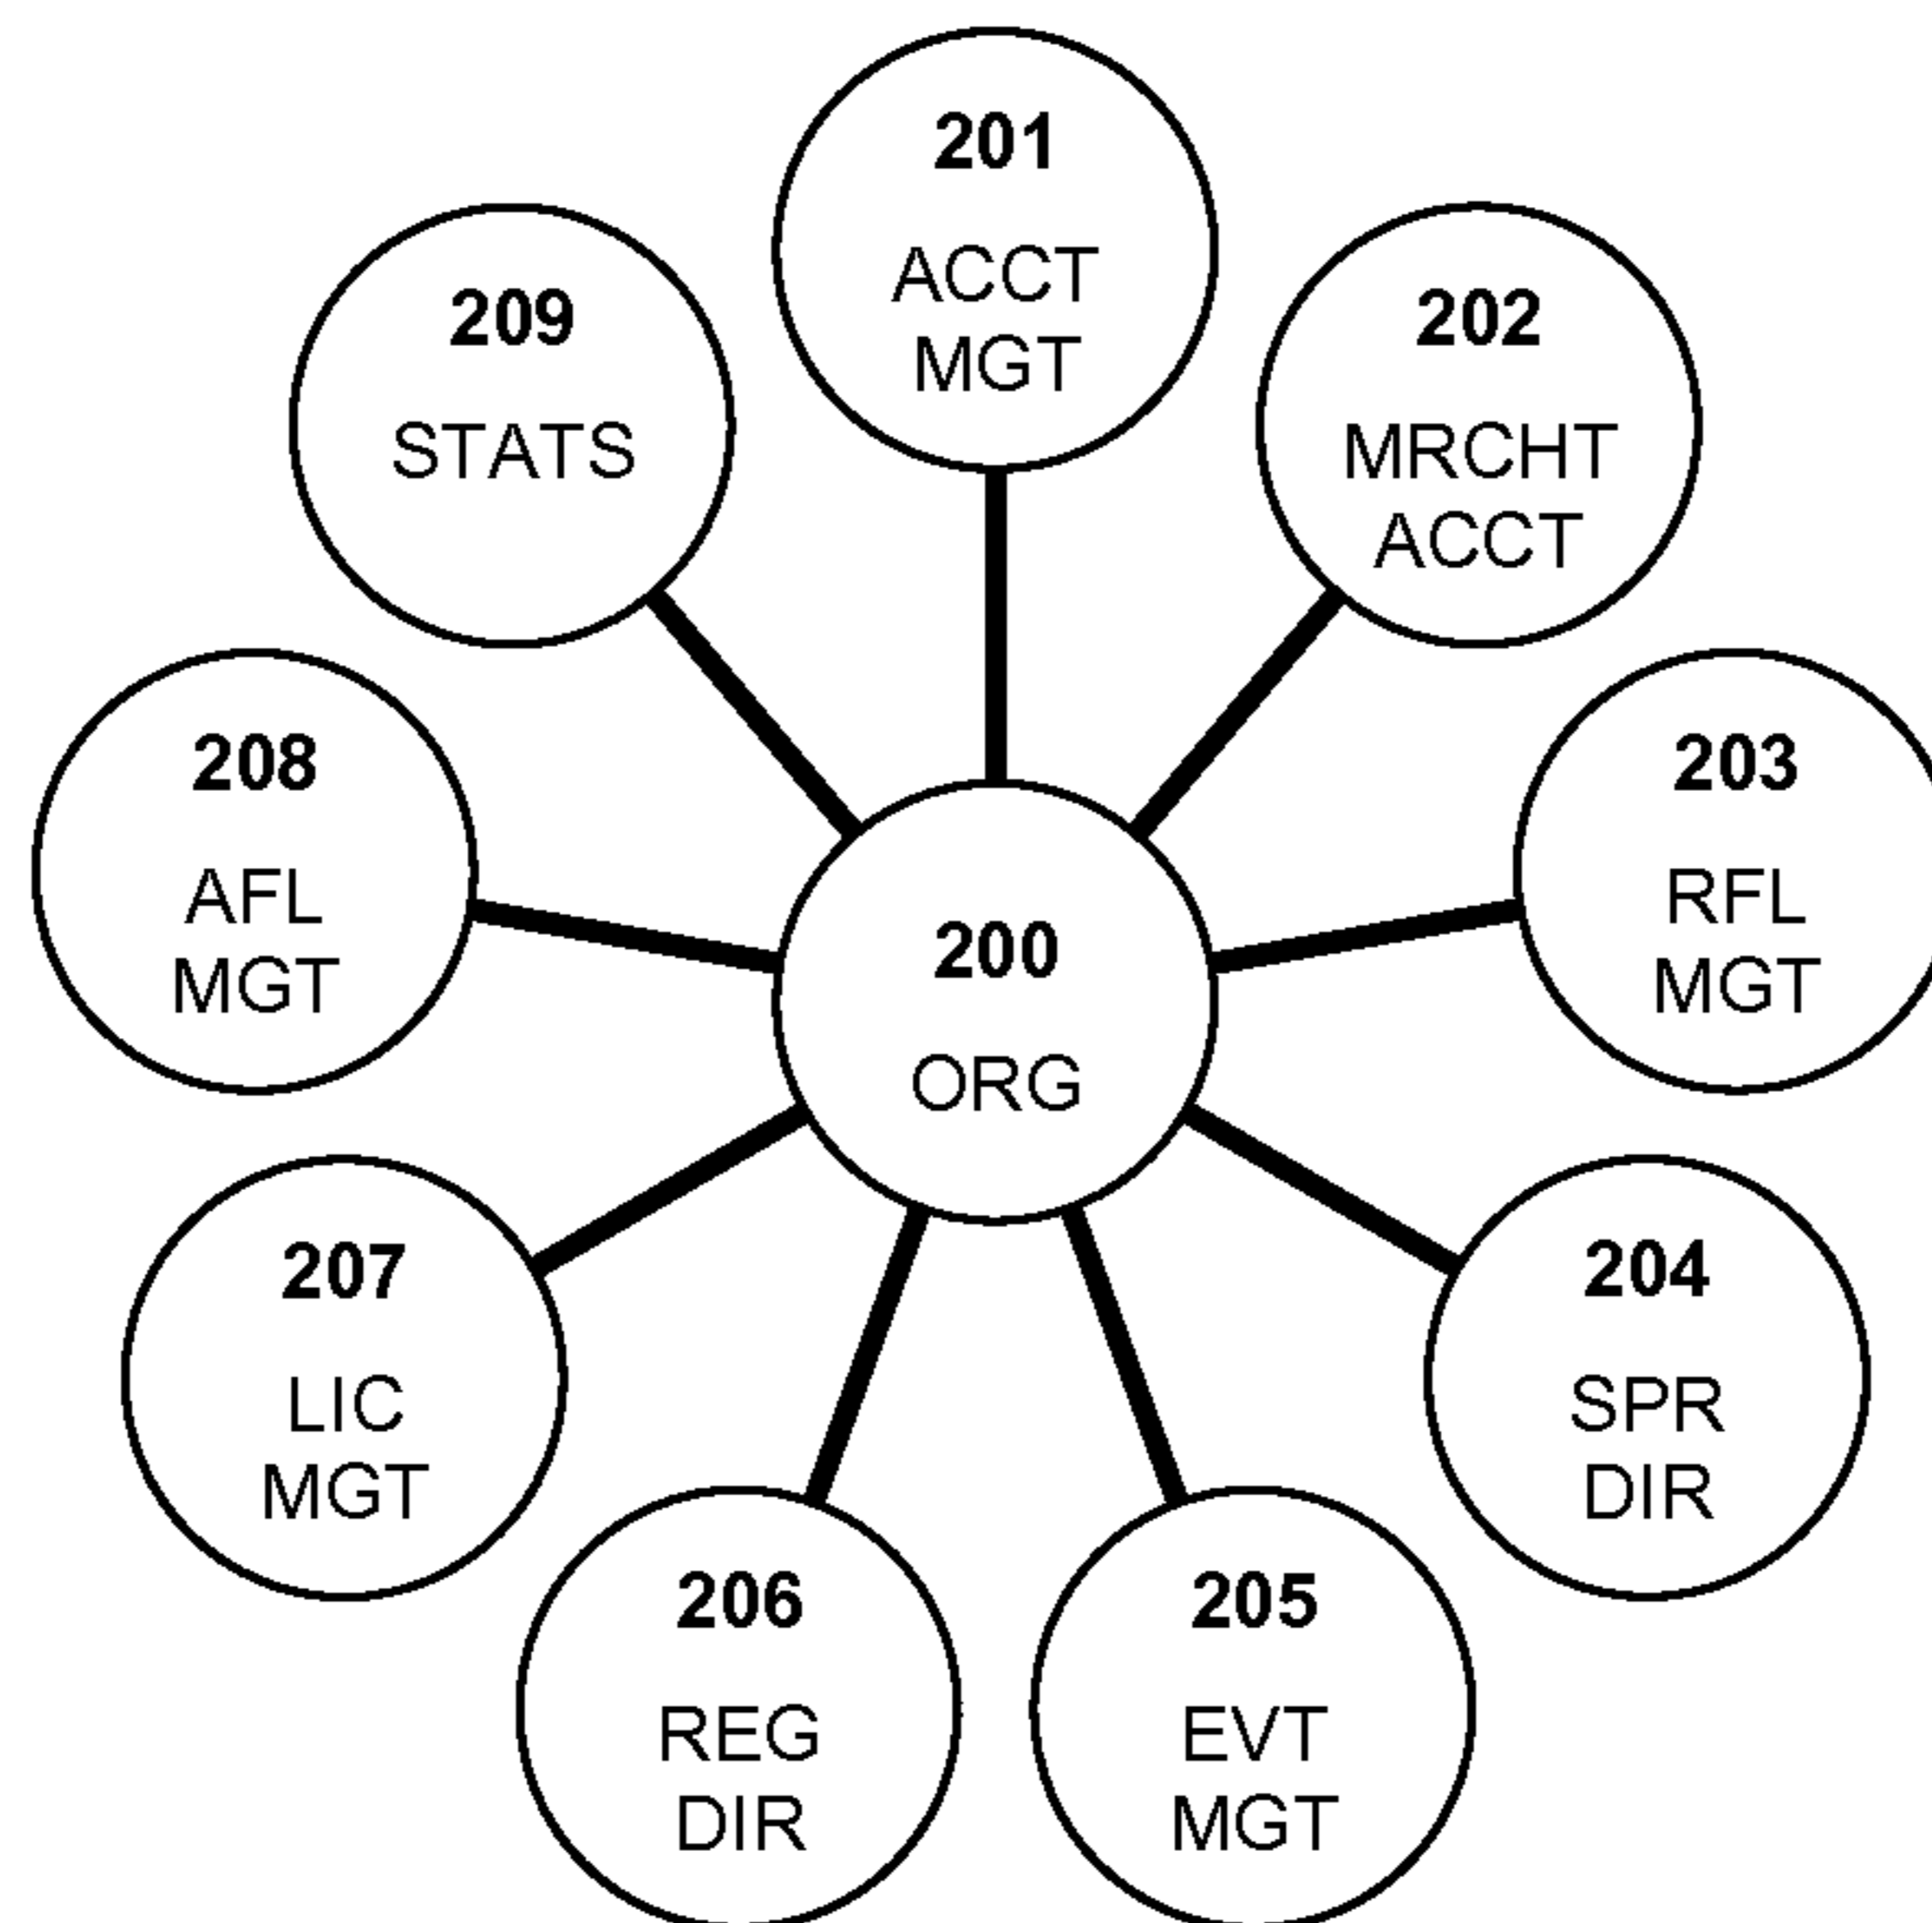 201
ACCT
MGT
202
MRCHT
ACCT
203
RFL
MGT
204
SPR
DIR
205
EVT
MGT
206
REG
DIR
207
LIC
MGT
208
AFL
MGT
209
STATS
200
ORG